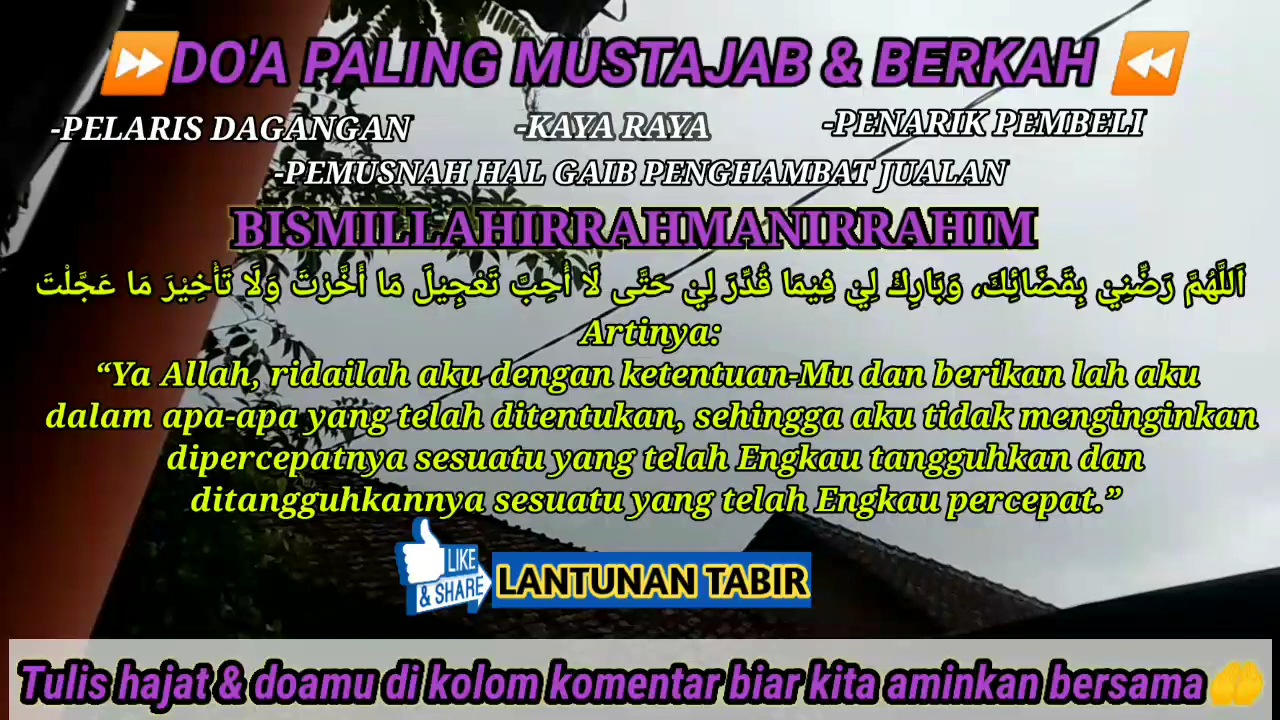 ⏩DO'A PALING MUSTAJAB & BERKAH ⏪
-PELARIS DAGANGAN -KAYA RAYA -PENARIK PEMBELI
-PEMUSNAH HAL GAIB PENGHAMBAT JUALAN
BISMILLAHIRRAHMANIRRAHIM
اَللَّهُمَّ رَضِّنِيْ بِقَضَائِكَ، وَبَارِكْ لِيْ فِيْمَا قُدِّرَ لِيْ حَتَّى لَا أُحِبَّ تَعْجِيْلَ مَا أَخَّرْتَ وَلَا تَأْخِيْرَ مَا عَجَّلْتَ
Artinya:
“Ya Allah, ridailah aku dengan ketentuan-Mu dan berikan lah aku
dalam apa-apa yang telah ditentukan, sehingga aku tidak menginginkan
dipercepatnya sesuatu yang telah Engkau tangguhkan dan
ditangguhkannya sesuatu yang telah Engkau percepat.”
LIKE
& SHARE
LANTUNAN TABIR
Tulis hajat & doamu di kolom komentar biar kita aminkan bersama🤲